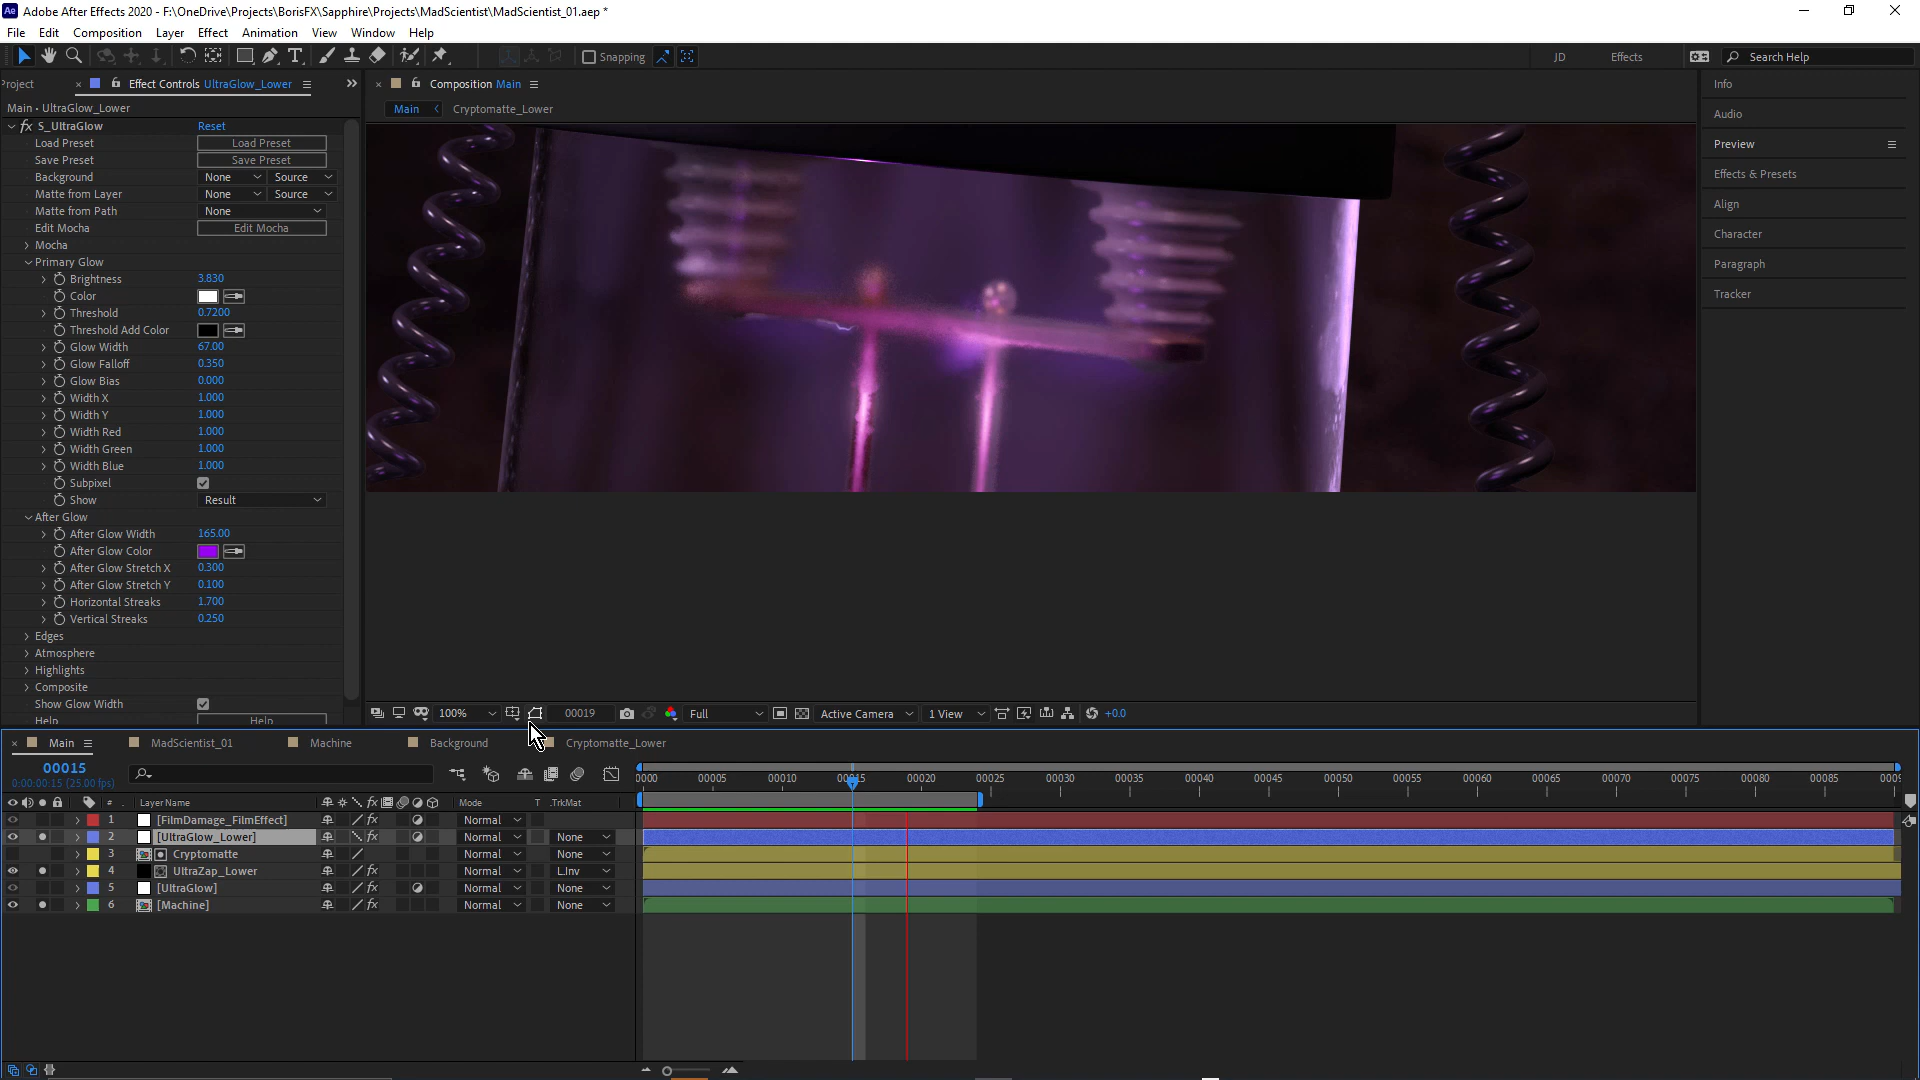 Adobe After Effects 2020 - F:\OneDrive\Projects\BorisFX\Sapphire\Projects\MadScientist\MadScientist_01.aep *
File Edit Composition Layer Effect Animation View Window Help
Snapping JD Effects Search Help
Project Effect Controls UltraGlow_Lower
Composition Main
Main Cryptomatte_Lower
Main • UltraGlow_Lower
fx S_UltraGlow Reset
Load Preset Load Preset
Save Preset Save Preset
Background None Source
Matte from Layer None Source
Matte from Path None
Edit Mocha Edit Mocha
Mocha
Primary Glow
Brightness 3.830
Color
Threshold 0.7200
Threshold Add Color
Glow Width 67.00
Glow Falloff 0.350
Glow Bias 0.000
Width X 1.000
Width Y 1.000
Width Red 1.000
Width Green 1.000
Width Blue 1.000
Subpixel
Show Result
After Glow
After Glow Width 165.00
After Glow Color
After Glow Stretch X 0.300
After Glow Stretch Y 0.100
Horizontal Streaks 1.700
Vertical Streaks 0.250
Edges
Atmosphere
Highlights
Composite
Show Glow Width
Help Help
Info
Audio
Preview
Effects & Presets
Align
Character
Paragraph
Tracker
100% 00019 Full Active Camera 1 View +0.0
Main MadScientist_01 Machine Background Cryptomatte_Lower
00015
0:00:00:15 (25.00 fps)
0000 00005 00010 00015 00020 00025 00030 00035 00040 00045 00050 00055 00060 00065 00070 00075 00080 00085
# Layer Name Mode T .TrkMat
1 [FilmDamage_FilmEffect] Normal
2 [UltraGlow_Lower] Normal None
3 Cryptomatte Normal None
4 UltraZap_Lower Normal L.Inv
5 [UltraGlow] Normal None
6 [Machine] Normal None